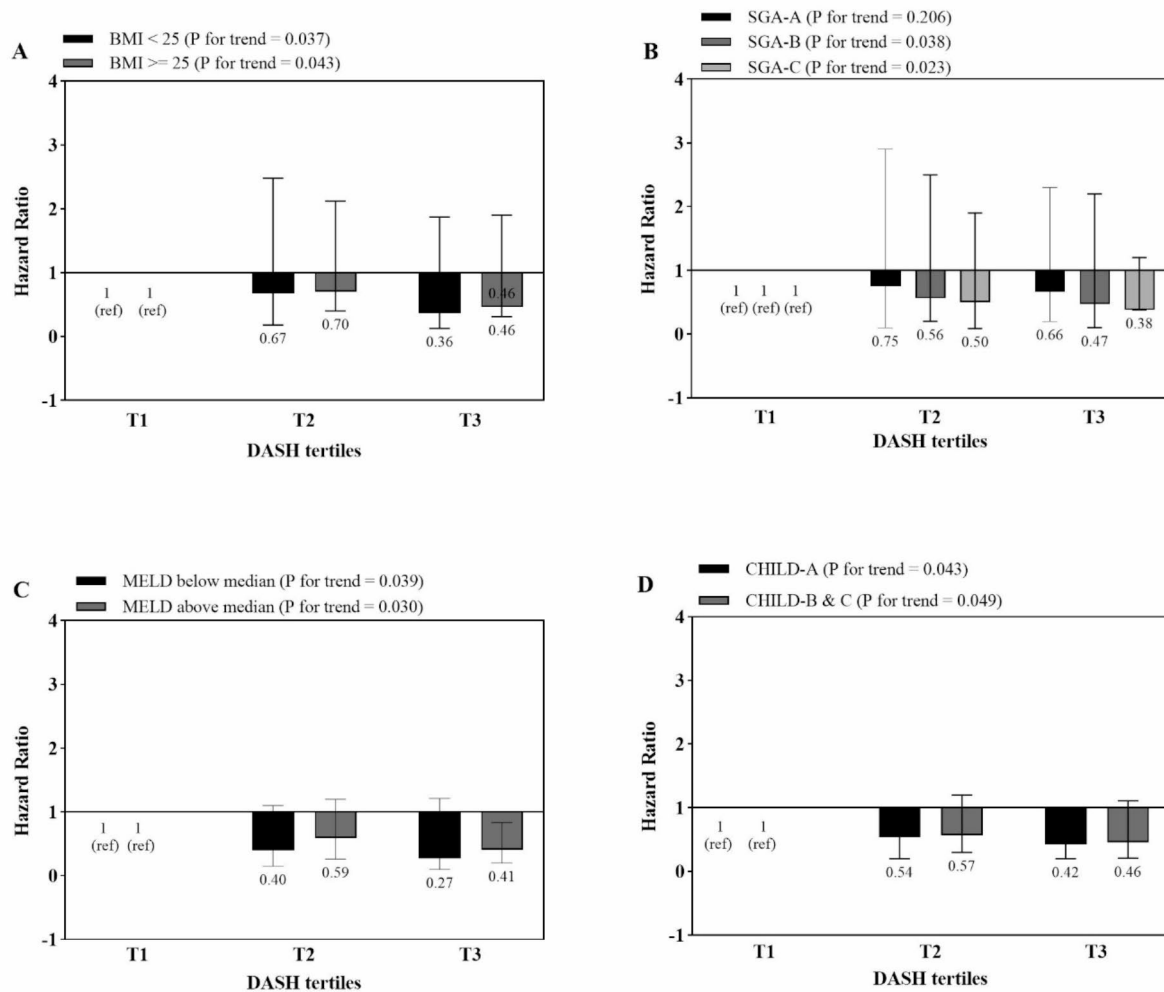 A
BMI < 25 (P for trend = 0.037)
BMI >= 25 (P for trend = 0.043)
4
3
2
1
0
-1
Hazard Ratio
1
(ref)
1
(ref)
0.67
0.70
0.36
0.46
0.46
T1
T2
T3
DASH tertiles
B
SGA-A (P for trend = 0.206)
SGA-B (P for trend = 0.038)
SGA-C (P for trend = 0.023)
4
3
2
1
0
-1
Hazard Ratio
1
(ref)
1
(ref)
1
(ref)
0.75
0.56
0.50
0.66
0.47
0.38
T1
T2
T3
DASH tertiles
C
MELD below median (P for trend = 0.039)
MELD above median (P for trend = 0.030)
4
3
2
1
0
-1
Hazard Ratio
1
(ref)
1
(ref)
0.40
0.59
0.27
0.41
T1
T2
T3
DASH tertiles
D
CHILD-A (P for trend = 0.043)
CHILD-B & C (P for trend = 0.049)
4
3
2
1
0
-1
Hazard Ratio
1
(ref)
1
(ref)
0.54
0.57
0.42
0.46
T1
T2
T3
DASH tertiles